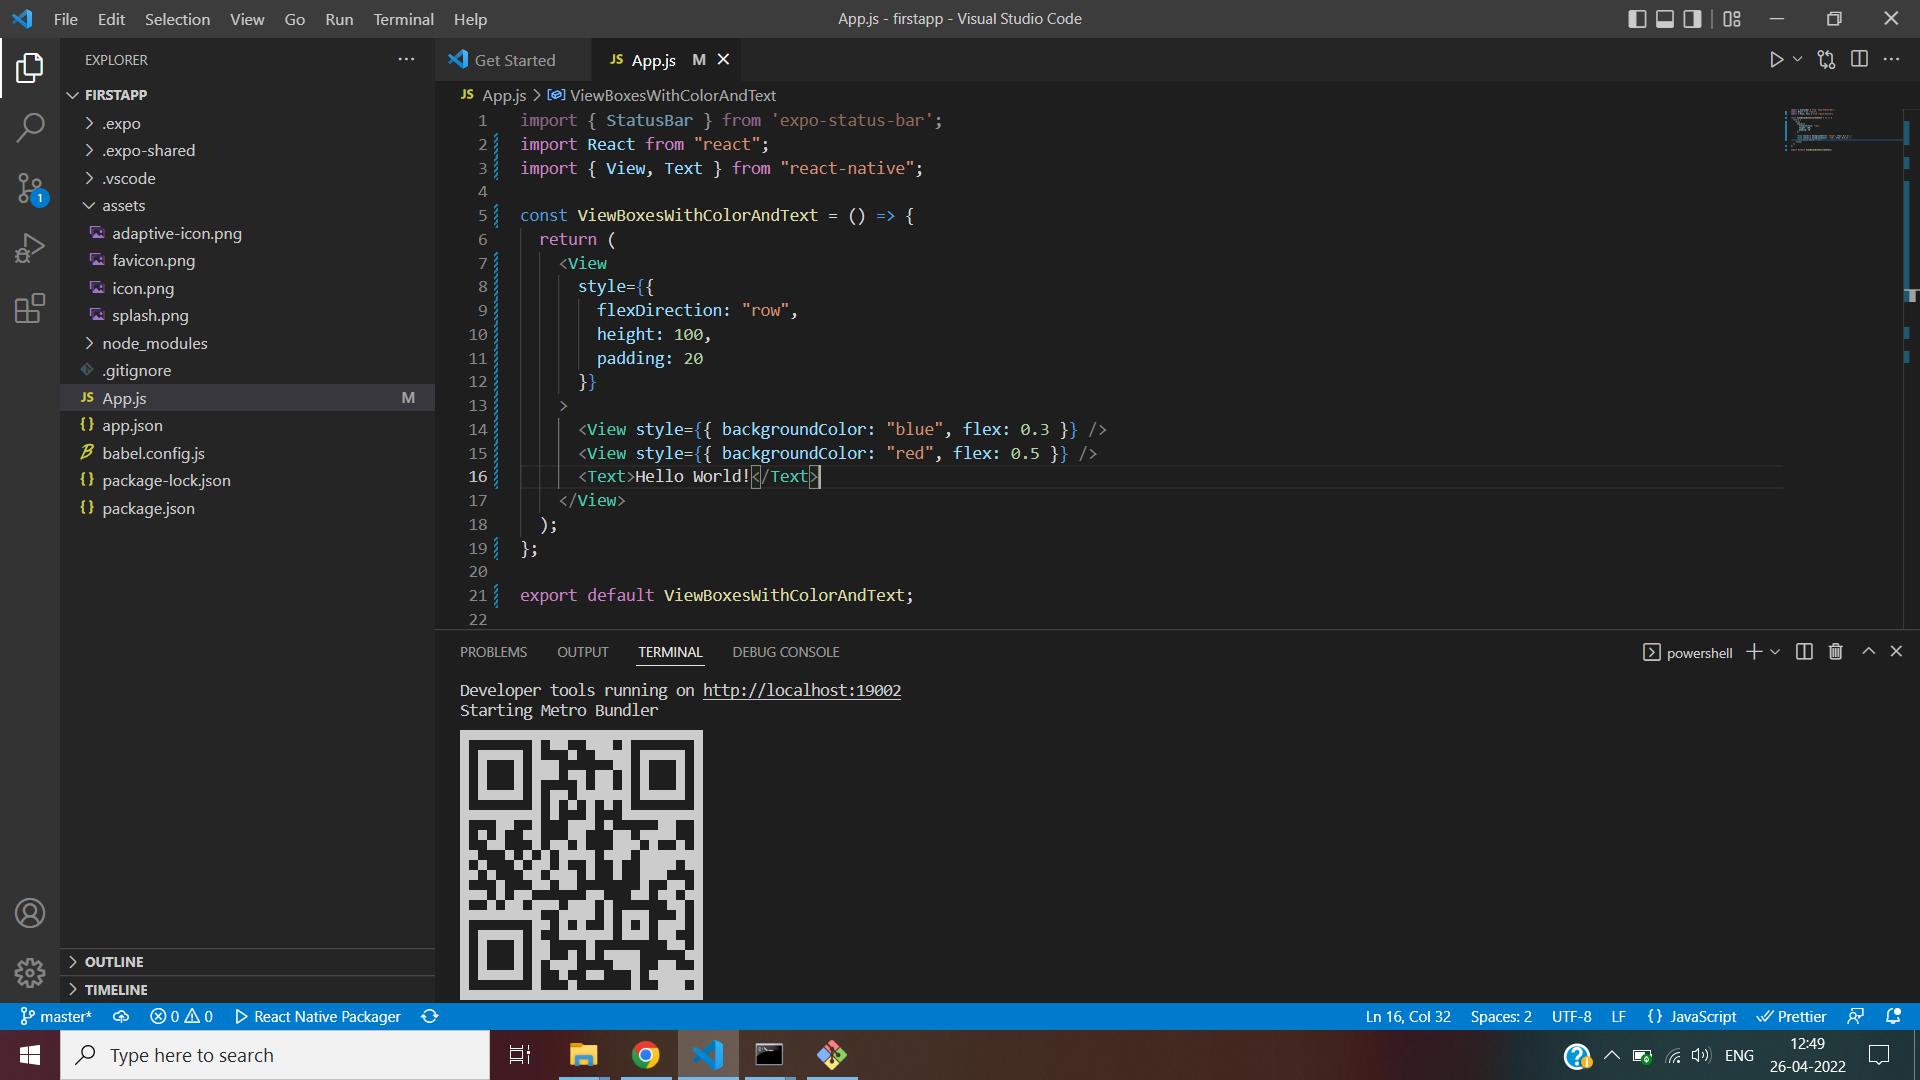 File Edit Selection View Go Run Terminal Help
App.js - firstapp - Visual Studio Code
EXPLORER
FIRSTAPP
.expo
.expo-shared
.vscode
assets
adaptive-icon.png
favicon.png
icon.png
splash.png
node_modules
.gitignore
JS App.js M
{} app.json
babel.config.js
{} package-lock.json
{} package.json
OUTLINE
TIMELINE
1
Get Started
JS App.js M
JS App.js > ViewBoxesWithColorAndText
1 import { StatusBar } from 'expo-status-bar';
2 import React from "react";
3 import { View, Text } from "react-native";
4
5 const ViewBoxesWithColorAndText = () => {
6 return (
7 <View
8 style={{
9 flexDirection: "row",
10 height: 100,
11 padding: 20
12 }}
13 >
14 <View style={{ backgroundColor: "blue", flex: 0.3 }} />
15 <View style={{ backgroundColor: "red", flex: 0.5 }} />
16 <Text>Hello World!</Text>
17 </View>
18 );
19 };
20
21 export default ViewBoxesWithColorAndText;
22
PROBLEMS OUTPUT TERMINAL DEBUG CONSOLE
powershell
Developer tools running on http://localhost:19002
Starting Metro Bundler
master* 0 0 React Native Packager
Ln 16, Col 32 Spaces: 2 UTF-8 LF {} JavaScript Prettier
Type here to search
ENG
12:49
26-04-2022